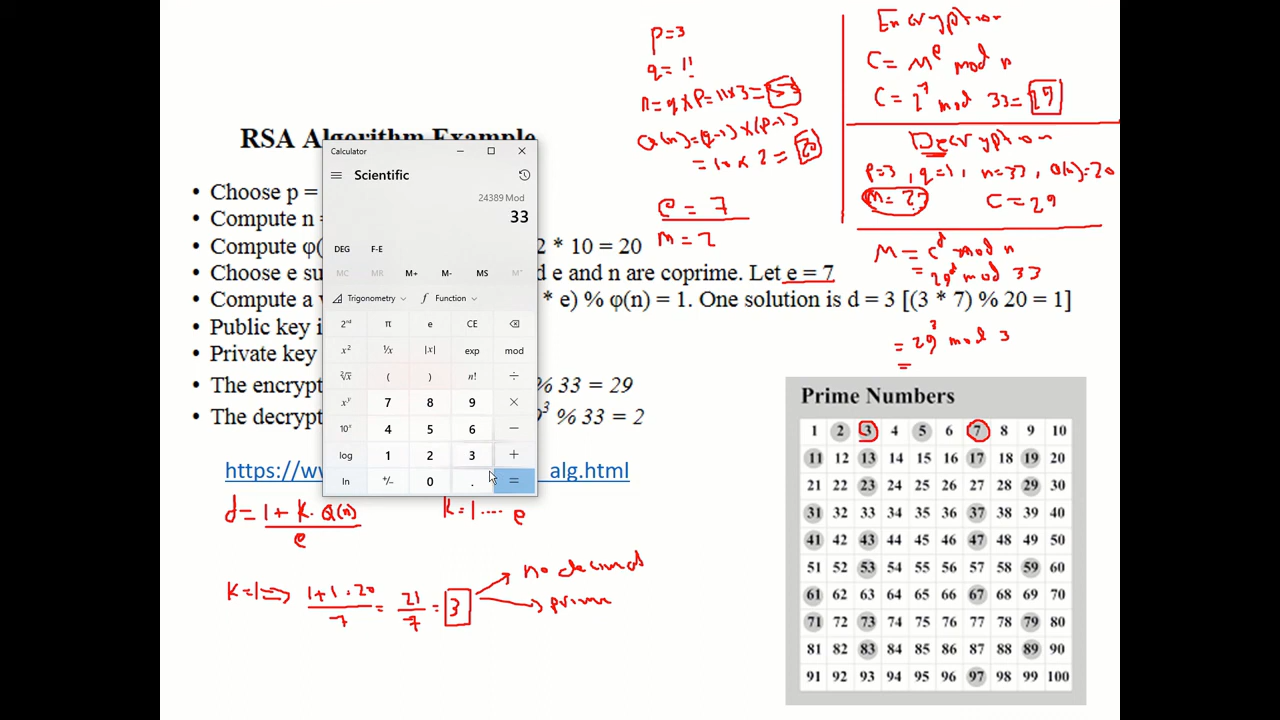 RSA Algorithm Example
• Choose p =
• Compute n =
• Compute φ( 2 * 10 = 20
• Choose e su d e and n are coprime. Let e = 7
• Compute a v * e) % φ(n) = 1. One solution is d = 3 [(3 * 7) % 20 = 1]
• Public key i
• Private key
• The encrypt % 33 = 29
• The decrypt 9³ % 33 = 2
https://w alg.html
Calculator
Scientific
24389 Mod
33
DEG F-E
MC MR M+ M- MS M˅
Trigonometry Function
2ⁿᵈ π e CE
x² ¹/x |x| exp mod
²√x ( ) n! ÷
xʸ 7 8 9 ×
10ˣ 4 5 6 −
log 1 2 3 +
ln +/− 0 . =
p=3
q=11
n=q×p=11×3=33
Q(n)=(q-1)×(p-1)
=10×2=20
e=7
M=2
Encryption
C=Mᵉ mod n
C=2⁷ mod 33=29
Decryption
p=3, q=1, n=33, Q(n)=20
M=?? C=29
M=Cᵈ mod n
=29ᵈ mod 33
=29³ mod 3
=
d=1+K·Q(n)
e
K=1....e
K=1⇒ 1+1·20 = 21 = 3
7 7
no decimal
prime
Prime Numbers
1 2 3 4 5 6 7 8 9 10
11 12 13 14 15 16 17 18 19 20
21 22 23 24 25 26 27 28 29 30
31 32 33 34 35 36 37 38 39 40
41 42 43 44 45 46 47 48 49 50
51 52 53 54 55 56 57 58 59 60
61 62 63 64 65 66 67 68 69 70
71 72 73 74 75 76 77 78 79 80
81 82 83 84 85 86 87 88 89 90
91 92 93 94 95 96 97 98 99 100